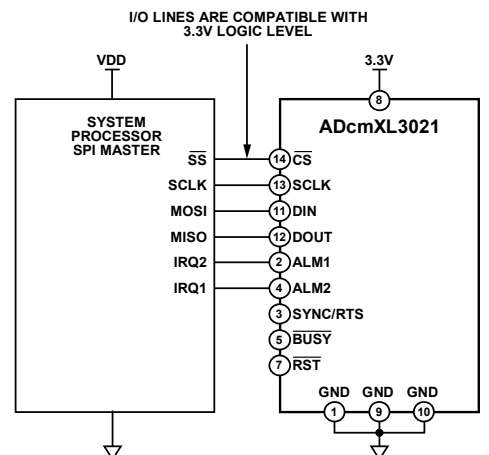 I/O LINES ARE COMPATIBLE WITH
3.3V LOGIC LEVEL
VDD
3.3V
8
SYSTEM
PROCESSOR
SPI MASTER
ADcmXL3021
SS 14 CS
SCLK 13 SCLK
MOSI 11 DIN
MISO 12 DOUT
IRQ2 2 ALM1
IRQ1 4 ALM2
3 SYNC/RTS
5 BUSY
7 RST
GND GND GND
1 9 10